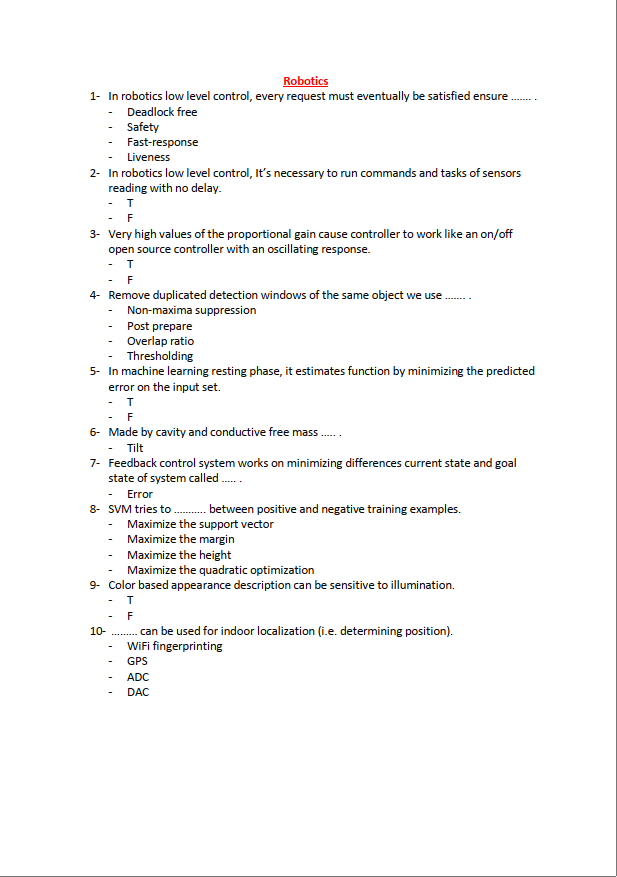 Robotics
1- In robotics low level control, every request must eventually be satisfied ensure ....... .
- Deadlock free
- Safety
- Fast-response
- Liveness
2- In robotics low level control, It's necessary to run commands and tasks of sensors
reading with no delay.
- T
- F
3- Very high values of the proportional gain cause controller to work like an on/off
open source controller with an oscillating response.
- T
- F
4- Remove duplicated detection windows of the same object we use ....... .
- Non-maxima suppression
- Post prepare
- Overlap ratio
- Thresholding
5- In machine learning resting phase, it estimates function by minimizing the predicted
error on the input set.
- T
- F
6- Made by cavity and conductive free mass ..... .
- Tilt
7- Feedback control system works on minimizing differences current state and goal
state of system called ..... .
- Error
8- SVM tries to ........... between positive and negative training examples.
- Maximize the support vector
- Maximize the margin
- Maximize the height
- Maximize the quadratic optimization
9- Color based appearance description can be sensitive to illumination.
- T
- F
10- ......... can be used for indoor localization (i.e. determining position).
- WiFi fingerprinting
- GPS
- ADC
- DAC